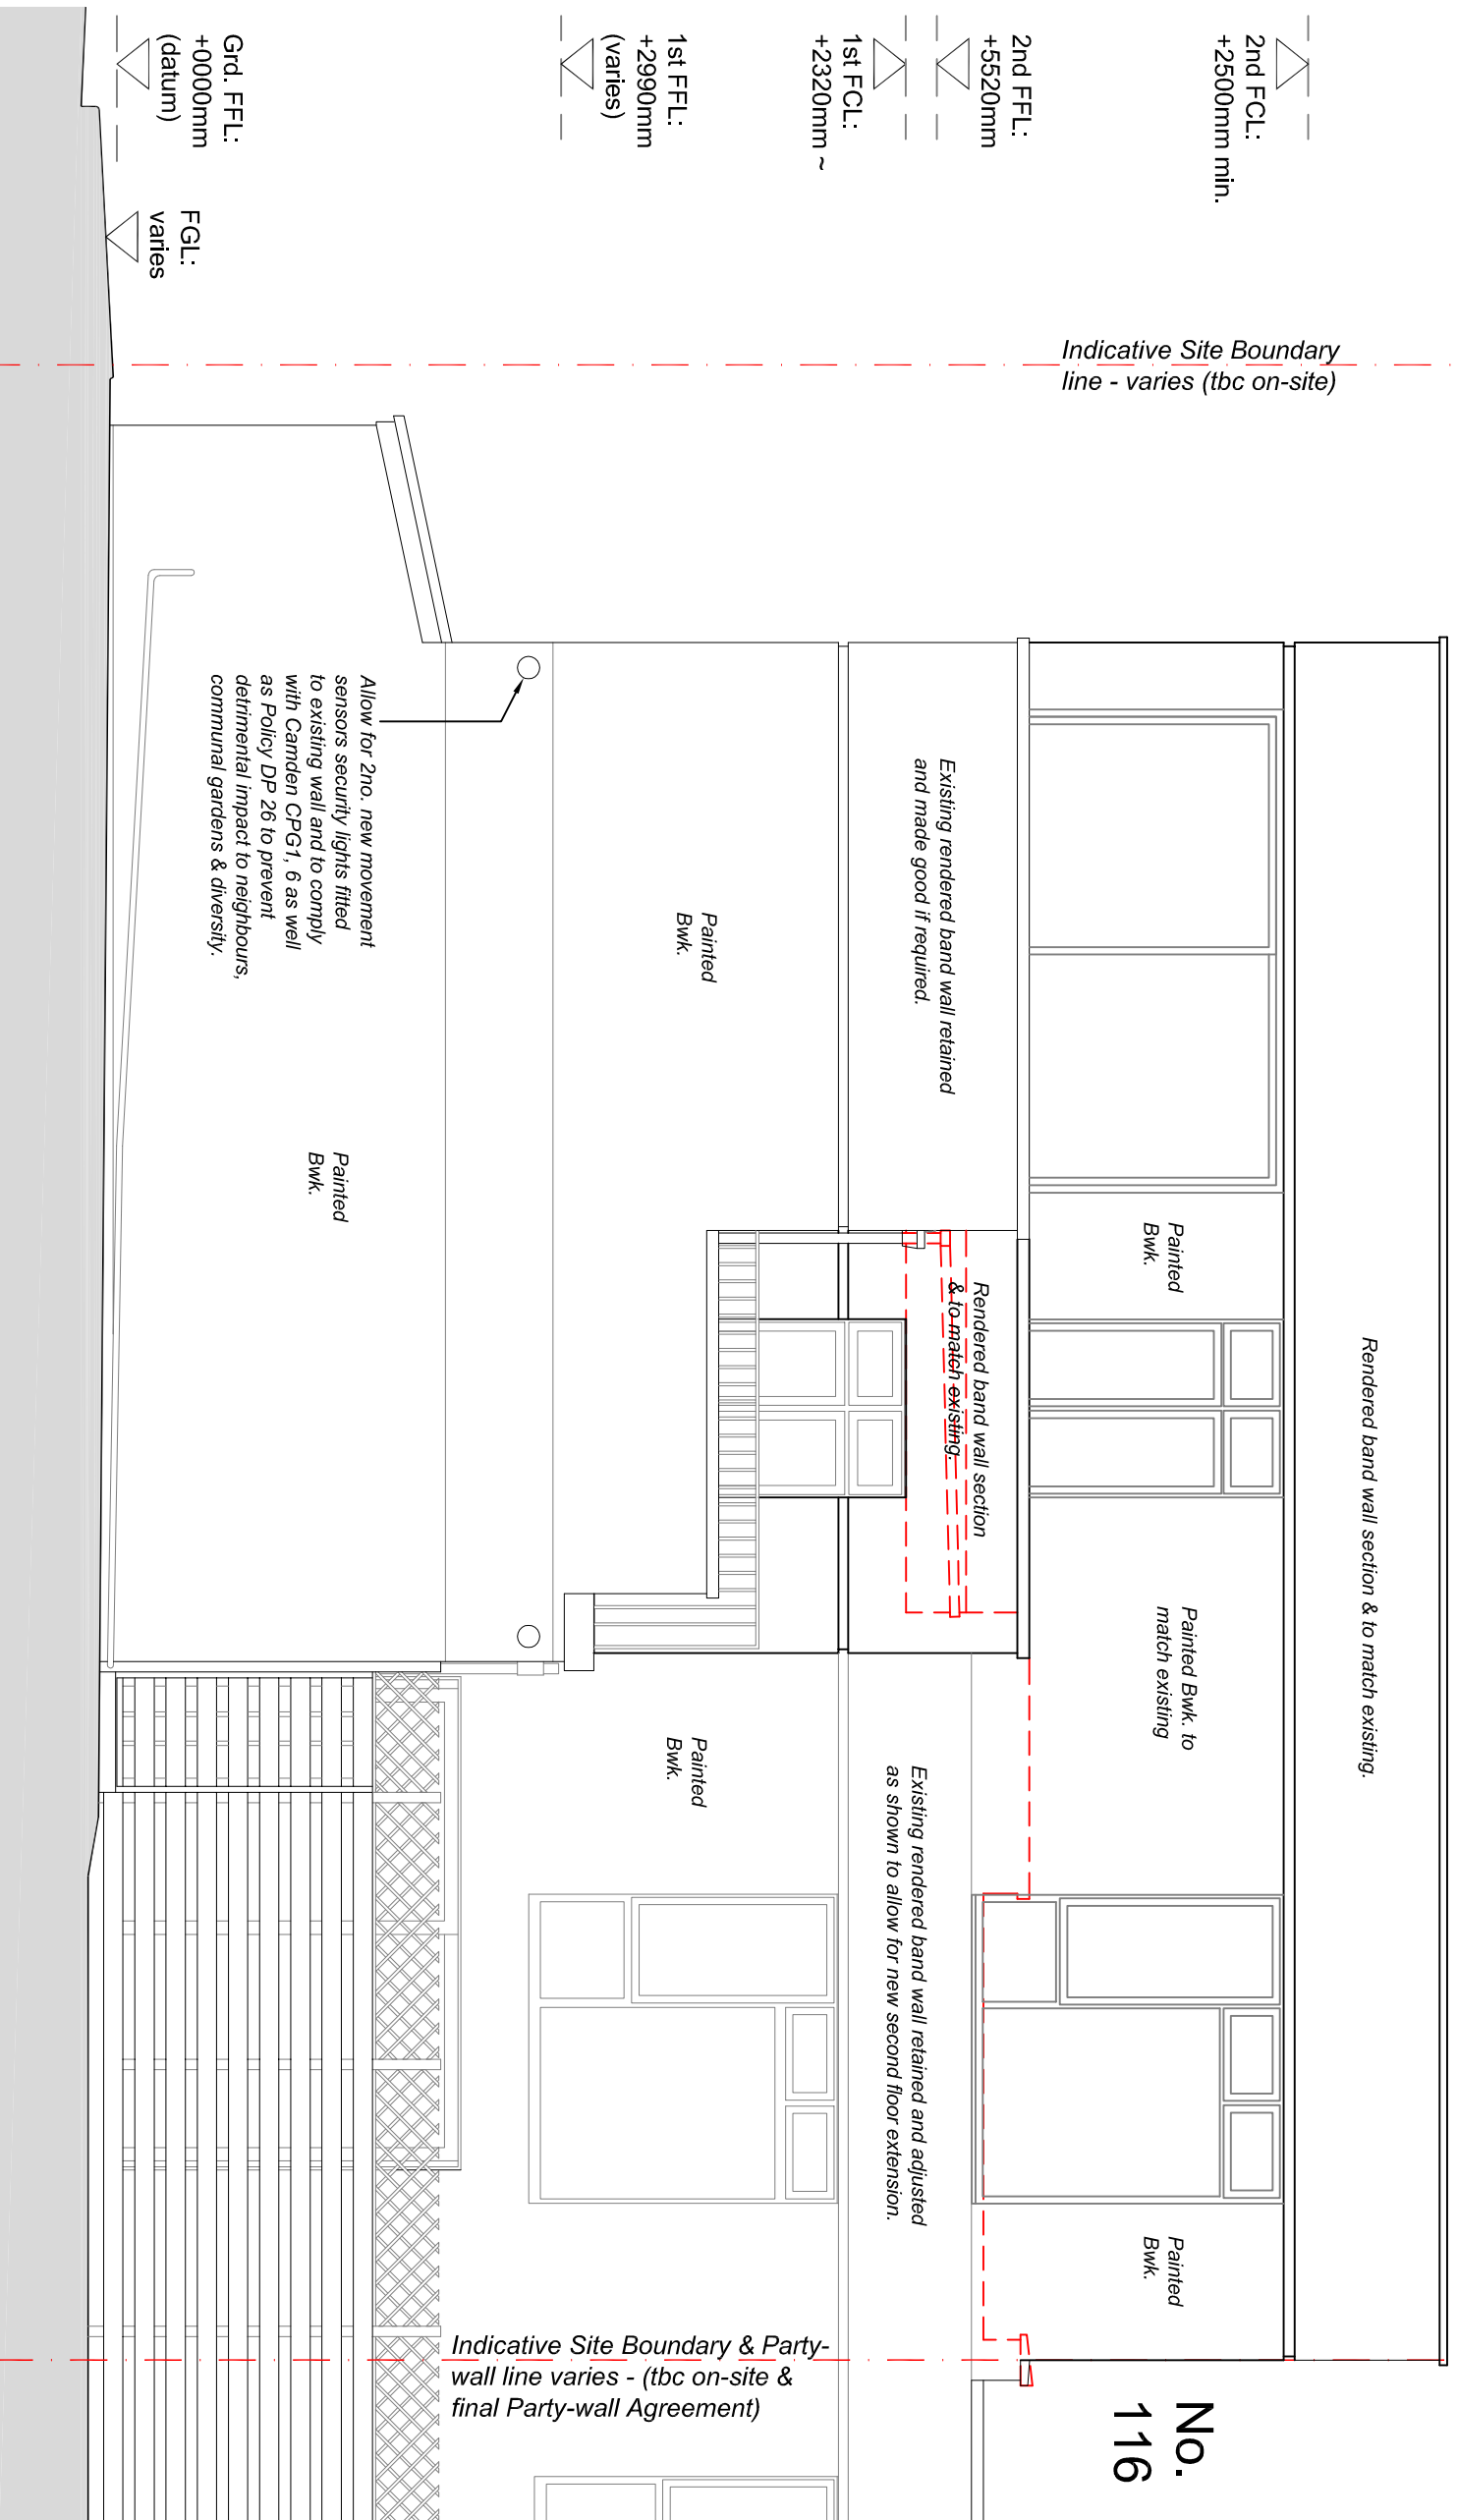 2nd FCL:
+2500mm min.
2nd FFL:
+5520mm
1st FCL:
+2320mm ~
1st FFL:
+2990mm
(varies)
Grd. FFL:
+0000mm
(datum)
FGL:
varies
Indicative Site Boundary
line - varies (tbc on-site)
Rendered band wall section & to match existing.
Existing rendered band wall retained
and made good if required.
Painted
Bwk.
Rendered band wall section
& to match existing.
Painted Bwk. to
match existing
Painted
Bwk.
Painted
Bwk.
Allow for 2no. new movement
sensors security lights fitted
to existing wall and to comply
with Camden CPG1, 6 as well
as Policy DP 26 to prevent
detrimental impact to neighbours,
communal gardens & diversity.
Painted
Bwk.
Painted
Bwk.
Existing rendered band wall retained and adjusted
as shown to allow for new second floor extension.
Indicative Site Boundary & Party-
wall line varies - (tbc on-site &
final Party-wall Agreement)
No.
116